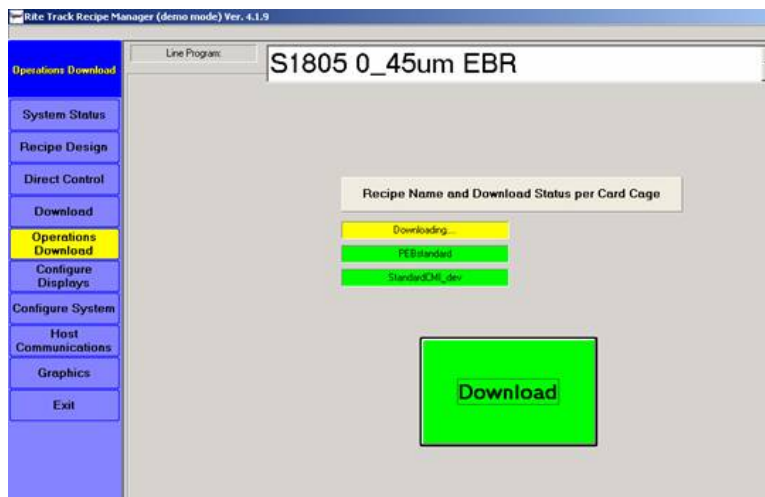 Rite Track Recipe Manager (demo mode) Ver. 4.1.9
Operations Download
Line Program:
S1805 0_45um EBR
System Status
Recipe Design
Direct Control
Download
Operations
Download
Configure
Displays
Configure System
Host
Communications
Graphics
Exit
Recipe Name and Download Status per Card Cage
Downloading...
PEBstandard
StandardCMI_dev
Download